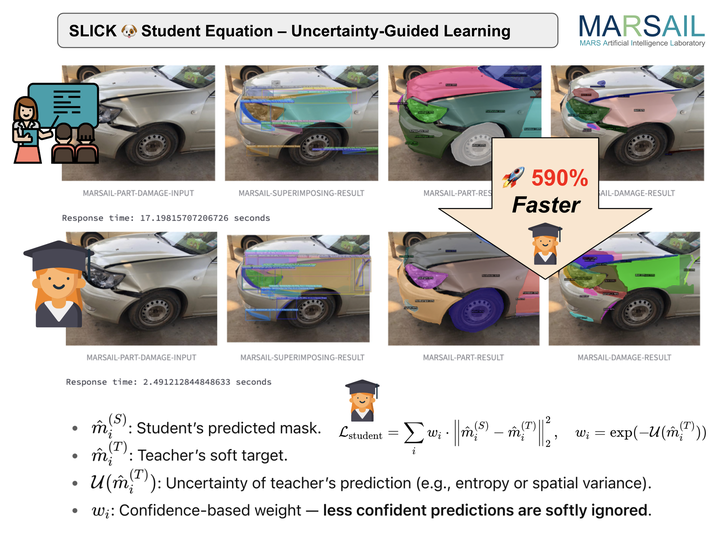 SLICK 🐶 Student Equation – Uncertainty-Guided Learning
MARSAIL
MARS Artificial Intelligence Laboratory
MARSAIL-PART-DAMAGE-INPUT
MARSAIL-SUPERIMPOSING-RESULT
MARSAIL-PART-RES
AIL-DAMAGE-RESULT
🚀 590%
Faster
Response time: 17.19815707206726 seconds
MARSAIL-PART-DAMAGE-INPUT
MARSAIL-SUPERIMPOSING-RESULT
MARSAIL-PART-RESULT
MARSAIL-DAMAGE-RESULT
Response time: 2.491212844848633 seconds
$\mathcal{L}_{\text{student}} = \sum_i w_i \cdot \left\| \hat{m}_i^{(S)} - \hat{m}_i^{(T)} \right\|_2^2, \quad w_i = \exp(-\mathcal{U}(\hat{m}_i^{(T)}))$
• $\hat{m}_i^{(S)}$: Student’s predicted mask.
• $\hat{m}_i^{(T)}$: Teacher’s soft target.
• $\mathcal{U}(\hat{m}_i^{(T)})$: Uncertainty of teacher’s prediction (e.g., entropy or spatial variance).
• $w_i$: Confidence-based weight — less confident predictions are softly ignored.